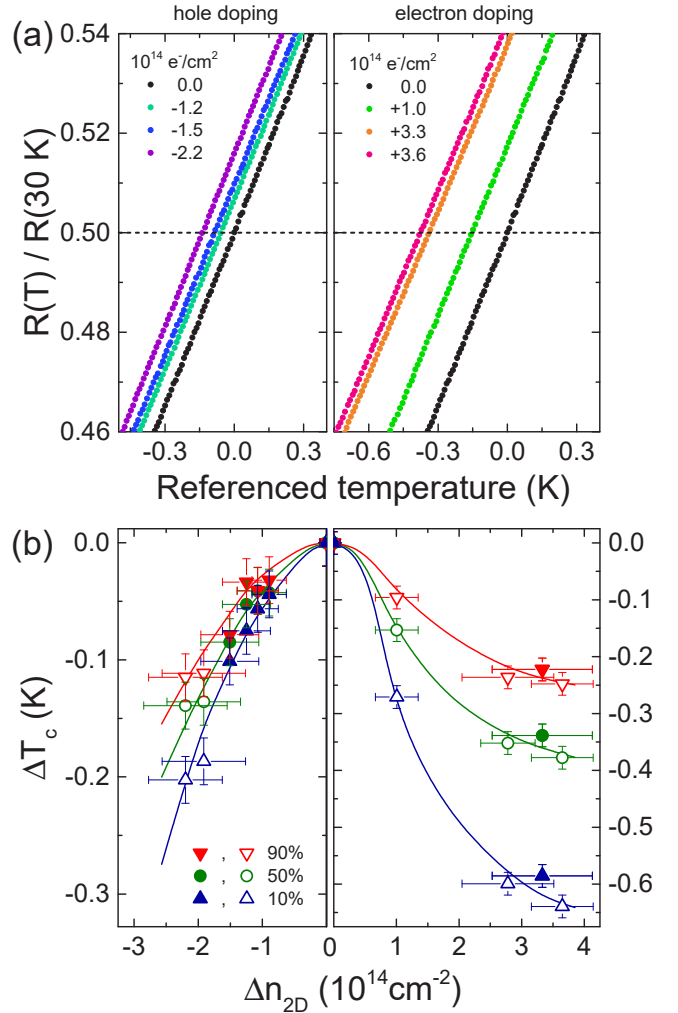 hole doping
electron doping
(a)
10¹⁴ e⁻/cm²
0.0
-1.2
-1.5
-2.2
10¹⁴ e⁻/cm²
0.0
+1.0
+3.3
+3.6
0.54
0.52
0.50
0.48
0.46
R(T) / R(30 K)
-0.3 0.0 0.3
-0.6 -0.3 0.0 0.3
Referenced temperature (K)
(b)
0.0
-0.1
-0.2
-0.3
ΔT_c (K)
0.0
-0.1
-0.2
-0.3
-0.4
-0.5
-0.6
, 90%
, 50%
, 10%
-3 -2 -1
0
1 2 3 4
Δn_2D (10¹⁴cm⁻²)